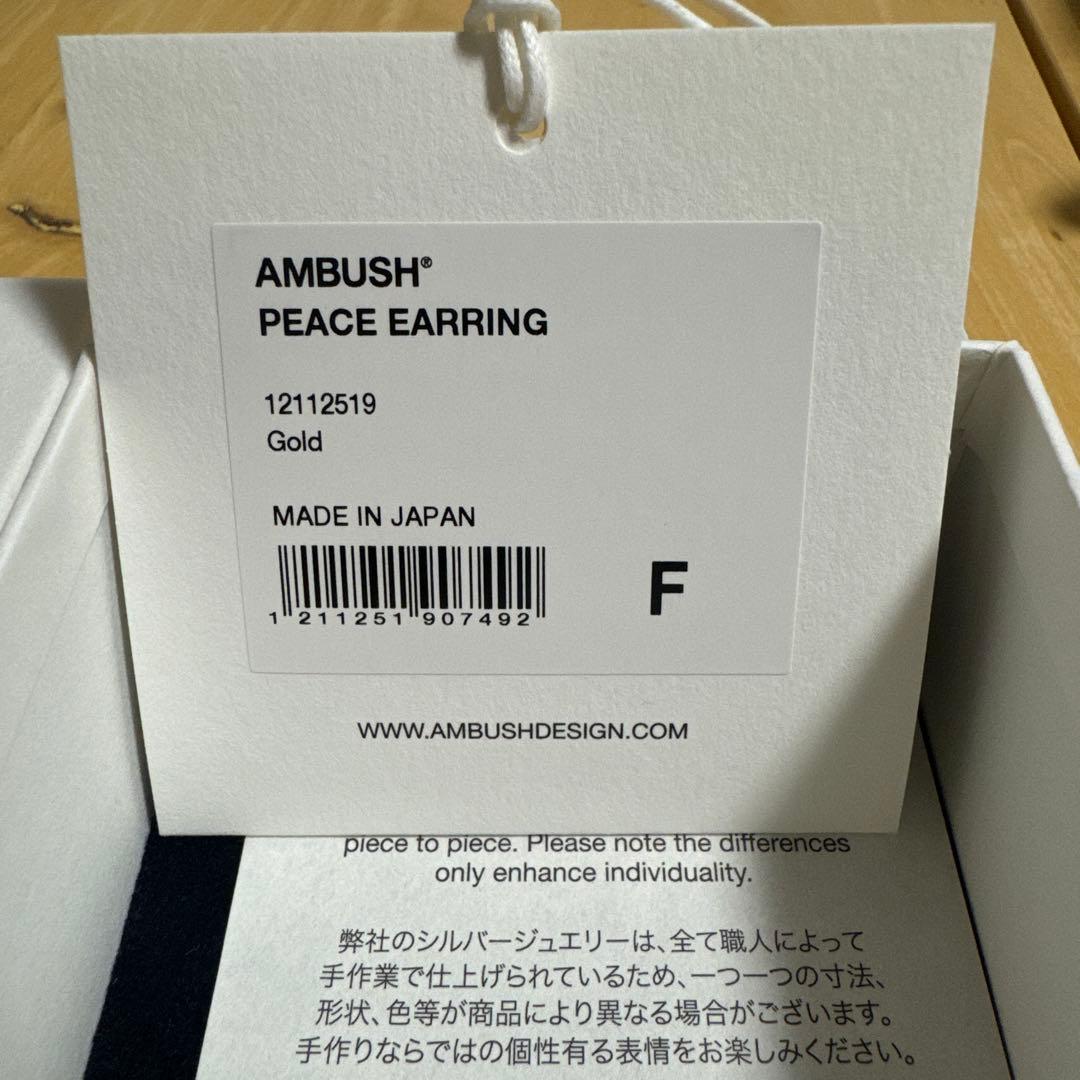 AMBUSH®
PEACE EARRING
12112519
Gold
MADE IN JAPAN
1 211251 907492
F
WWW.AMBUSHDESIGN.COM
piece to piece. Please note the differences
only enhance individuality.
弊社のシルバージュエリーは、全て職人によって
手作業で仕上げられているため、一つ一つの寸法、
形状、色等が商品により異なる場合がございます。
手作りならではの個性有る表情をお楽しみください。